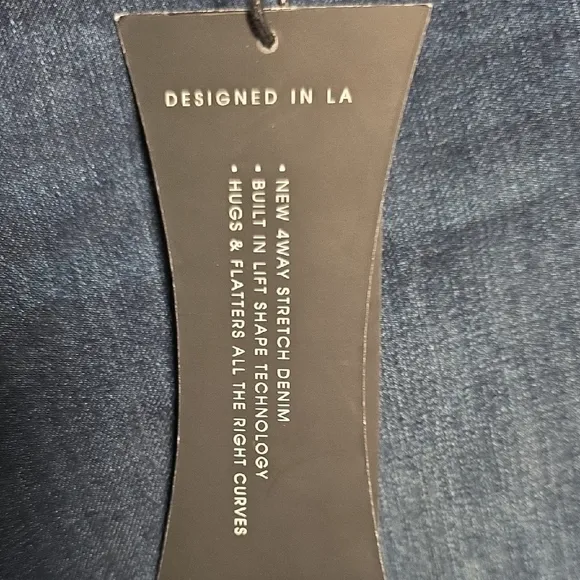 DESIGNED IN LA
• NEW 4WAY STRETCH DENIM
• BUILT IN LIFT SHAPE TECHNOLOGY
• HUGS & FLATTERS ALL THE RIGHT CURVES